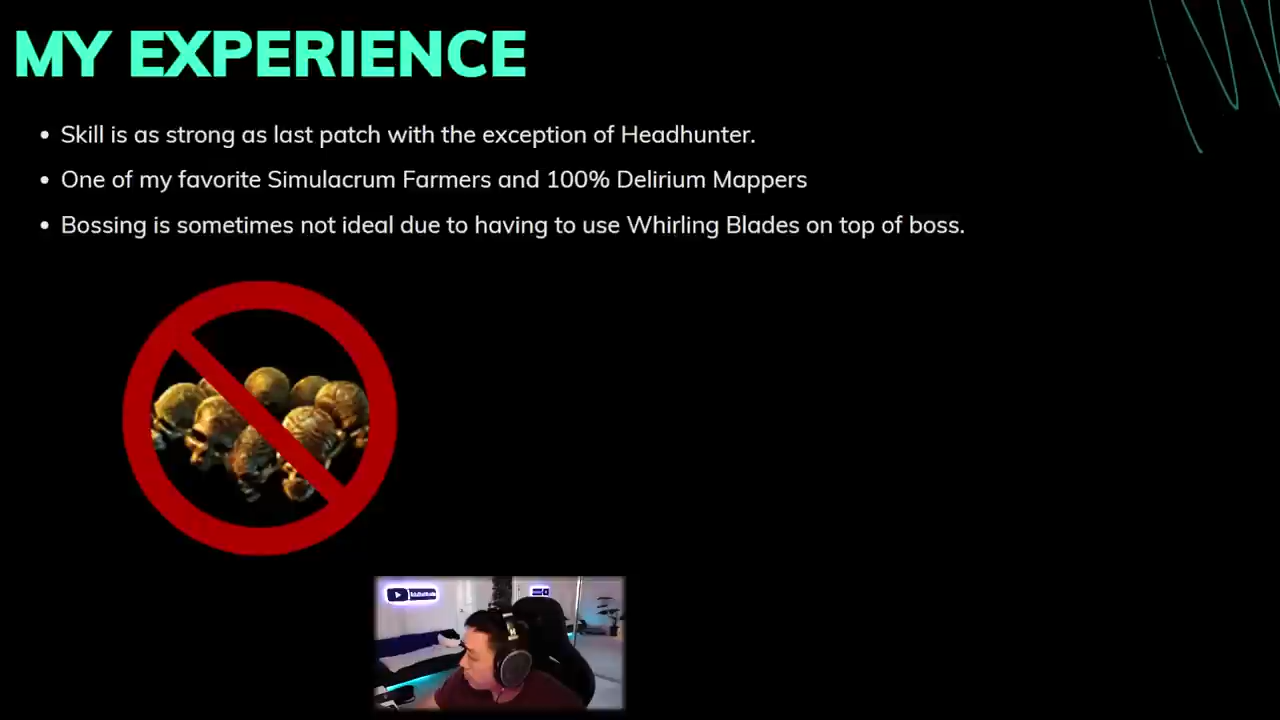 MY EXPERIENCE
Skill is as strong as last patch with the exception of Headhunter.
One of my favorite Simulacrum Farmers and 100% Delirium Mappers
Bossing is sometimes not ideal due to having to use Whirling Blades on top of boss.